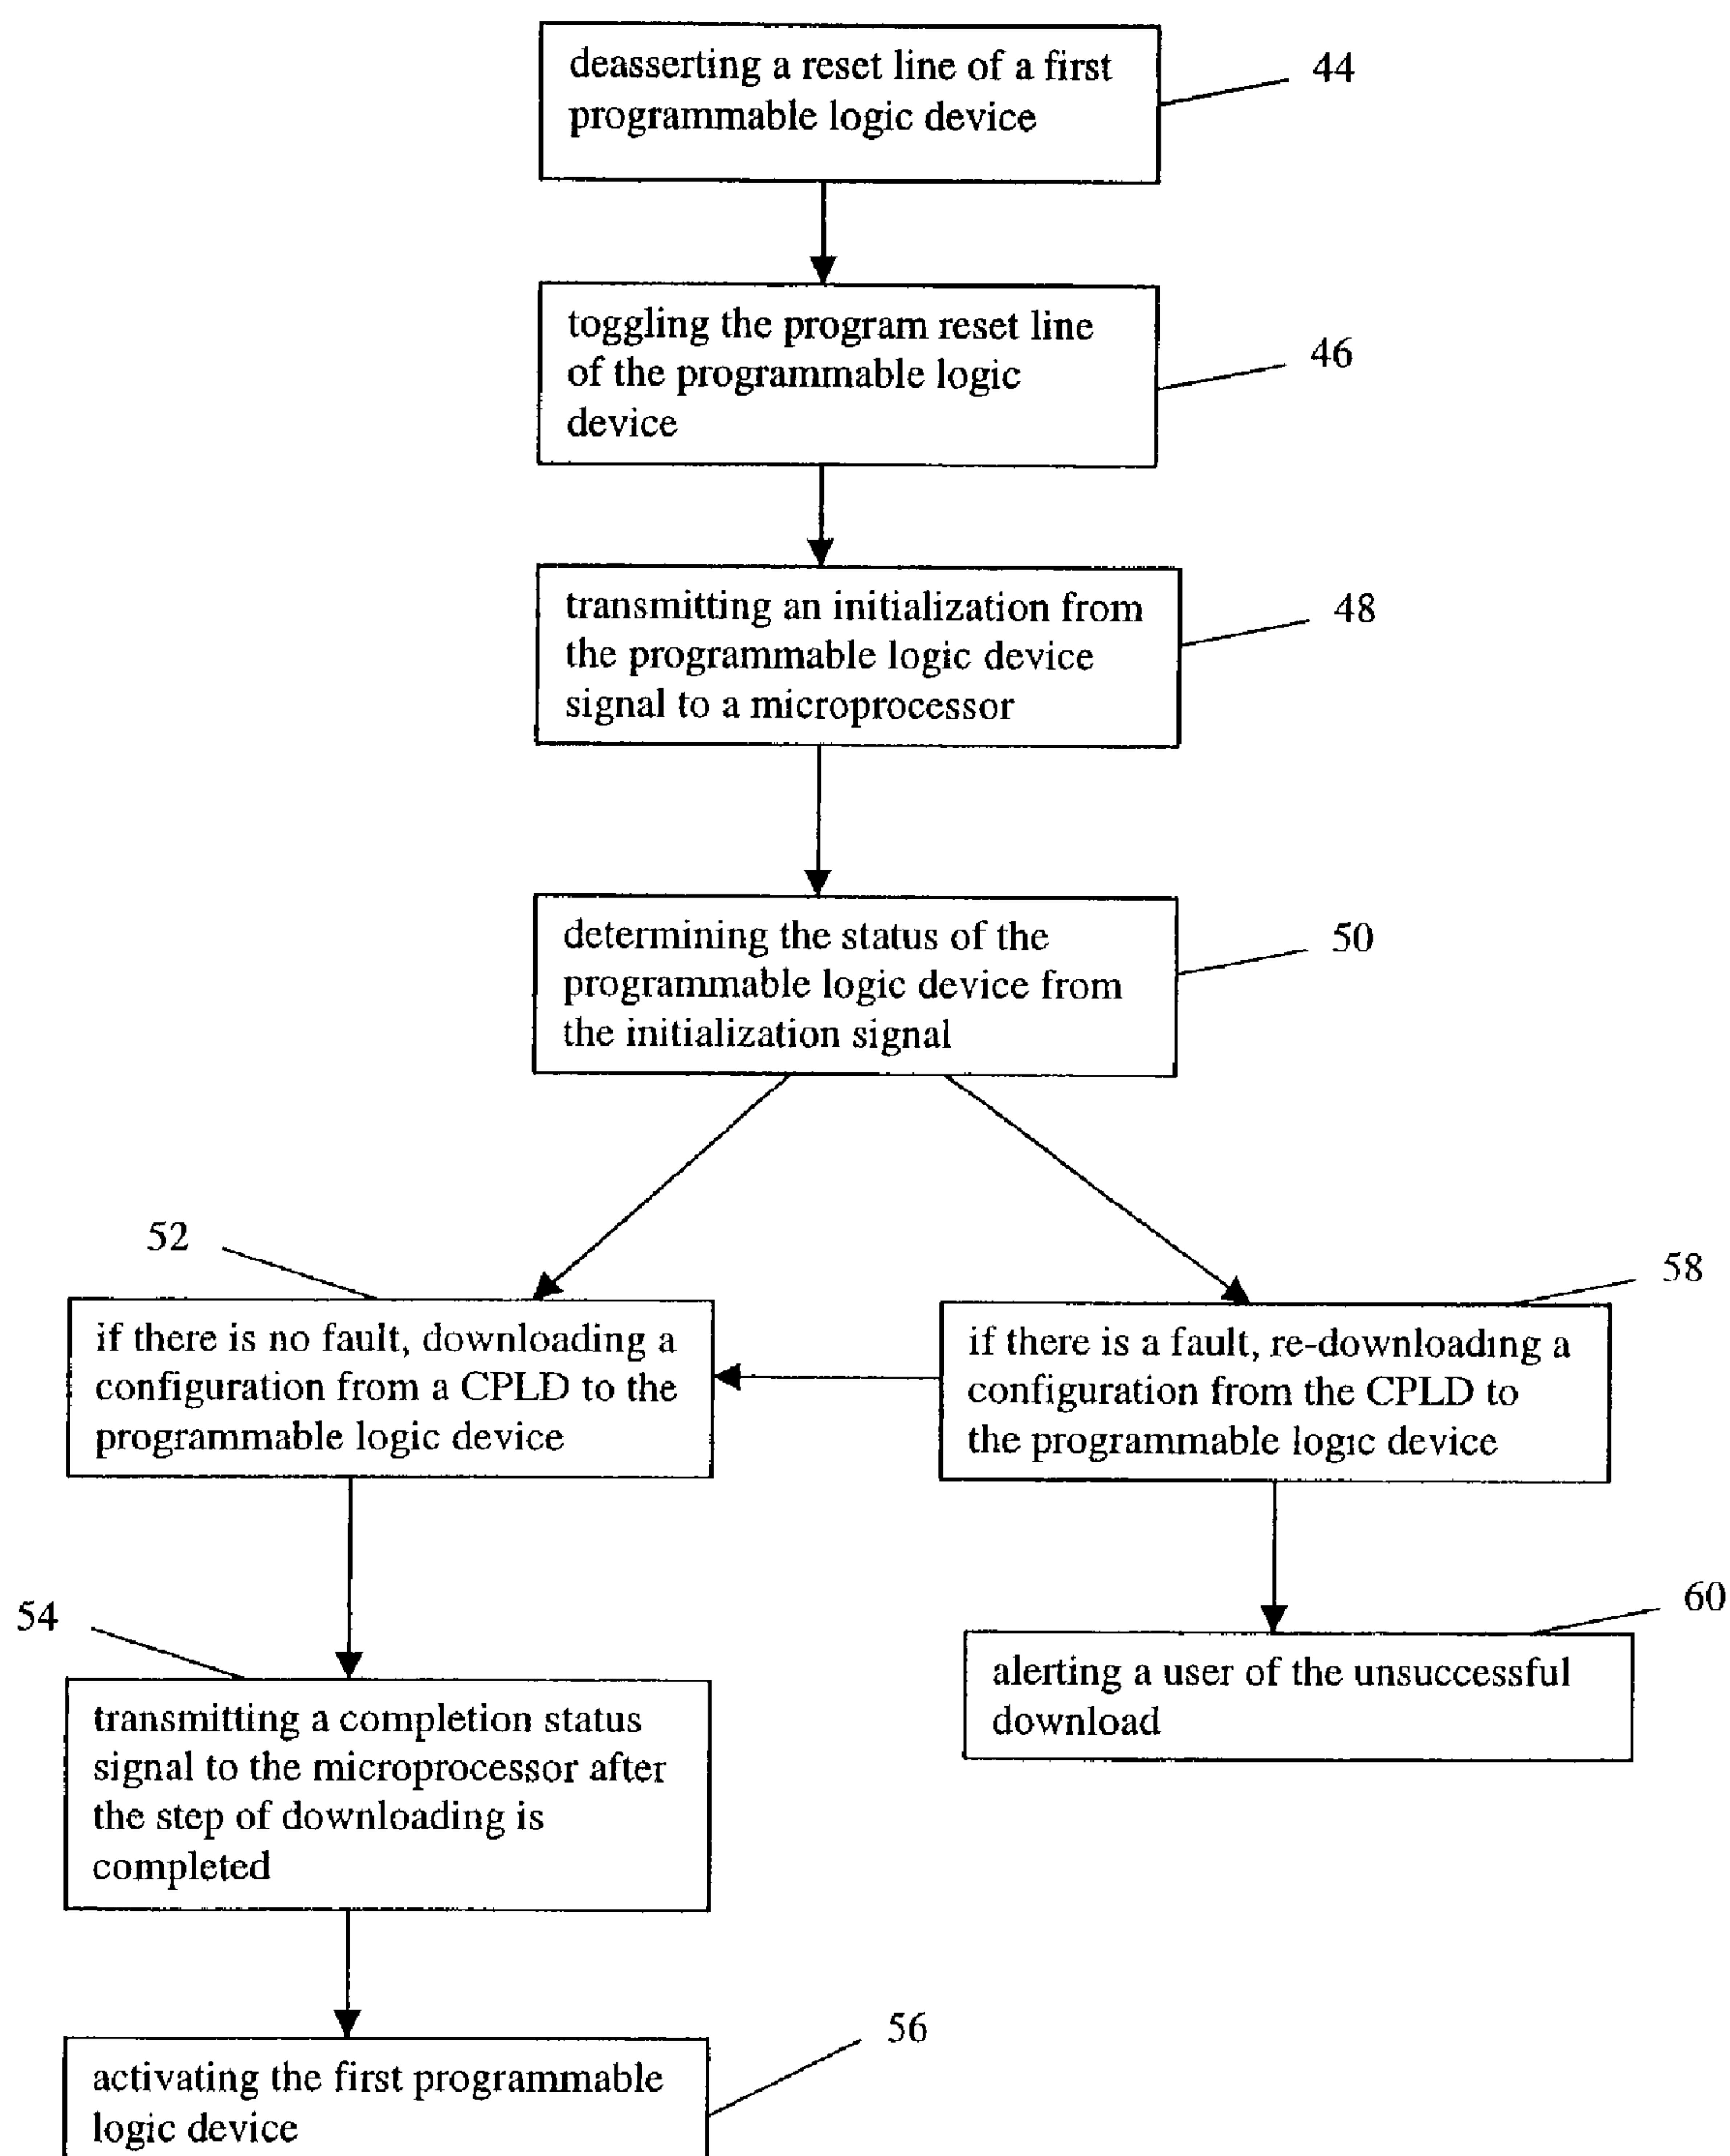 deasserting a reset line of a first
programmable logic device
44
toggling the program reset line
of the programmable logic
device
46
transmitting an initialization from
the programmable logic device
signal to a microprocessor
48
determining the status of the
programmable logic device from
the initialization signal
50
52
58
if there is no fault, downloading a
configuration from a CPLD to the
programmable logic device
if there is a fault, re-downloading a
configuration from the CPLD to
the programmable logic device
54
60
transmitting a completion status
signal to the microprocessor after
the step of downloading is
completed
alerting a user of the unsuccessful
download
56
activating the first programmable
logic device